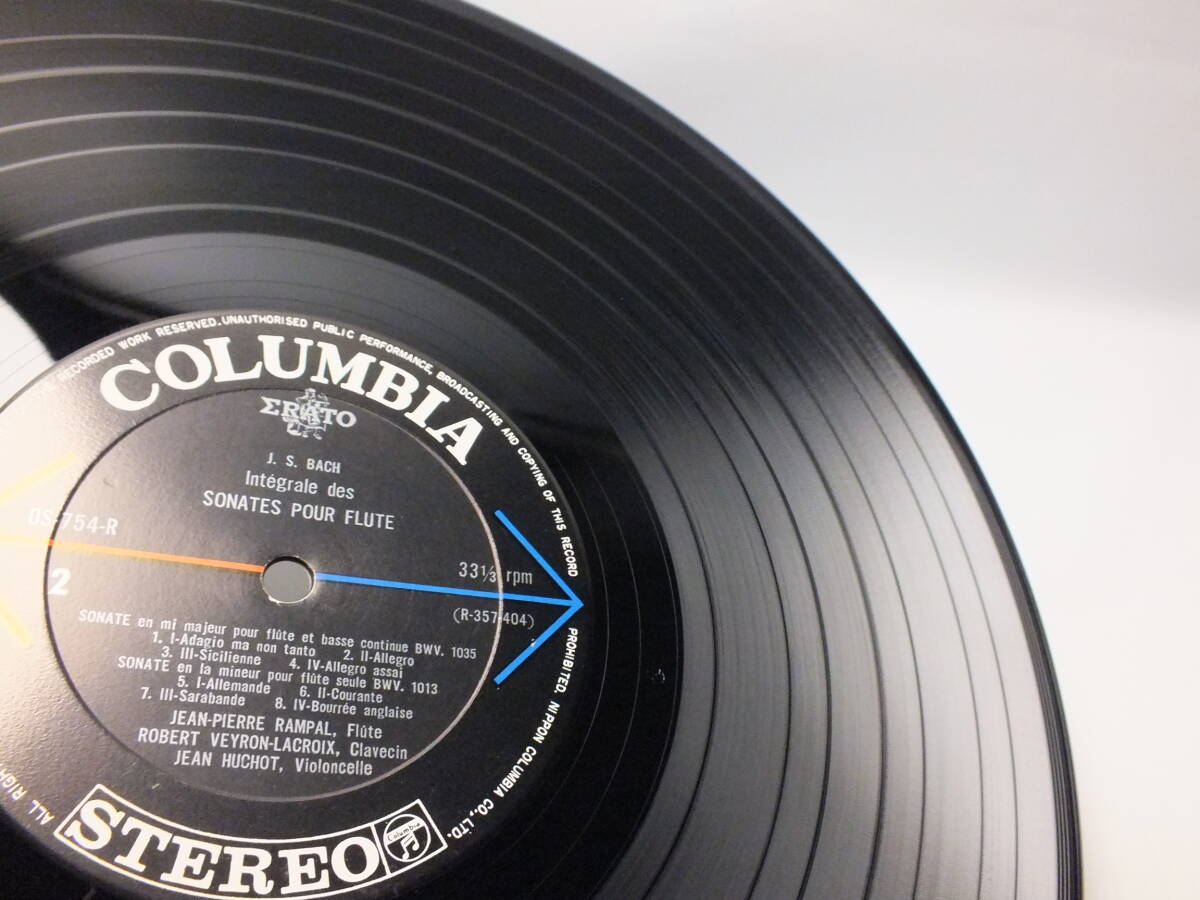 RECORDED WORK RESERVED. UNAUTHORISED PUBLIC PERFORMANCE, BROADCASTING AND COPYING OF THIS RECORD PROHIBITED. NIPPON COLUMBIA CO., LTD.
COLUMBIA
ΣRATO
J. S. BACH
Intégrale des
SONATES POUR FLUTE
OS-754-R
33⅓ rpm
2
(R-357404)
SONATE en mi majeur pour flûte et basse continue BWV. 1035
1. I-Adagio ma non tanto 2. II-Allegro
3. III-Sicilienne 4. IV-Allegro assai
SONATE en la mineur pour flûte seule BWV. 1013
5. I-Allemande 6. II-Courante
7. III-Sarabande 8. IV-Bourrée anglaise
JEAN-PIERRE RAMPAL, Flûte
ROBERT VEYRON-LACROIX, Clavecin
JEAN HUCHOT, Violoncelle
ALL
STEREO
Columbia